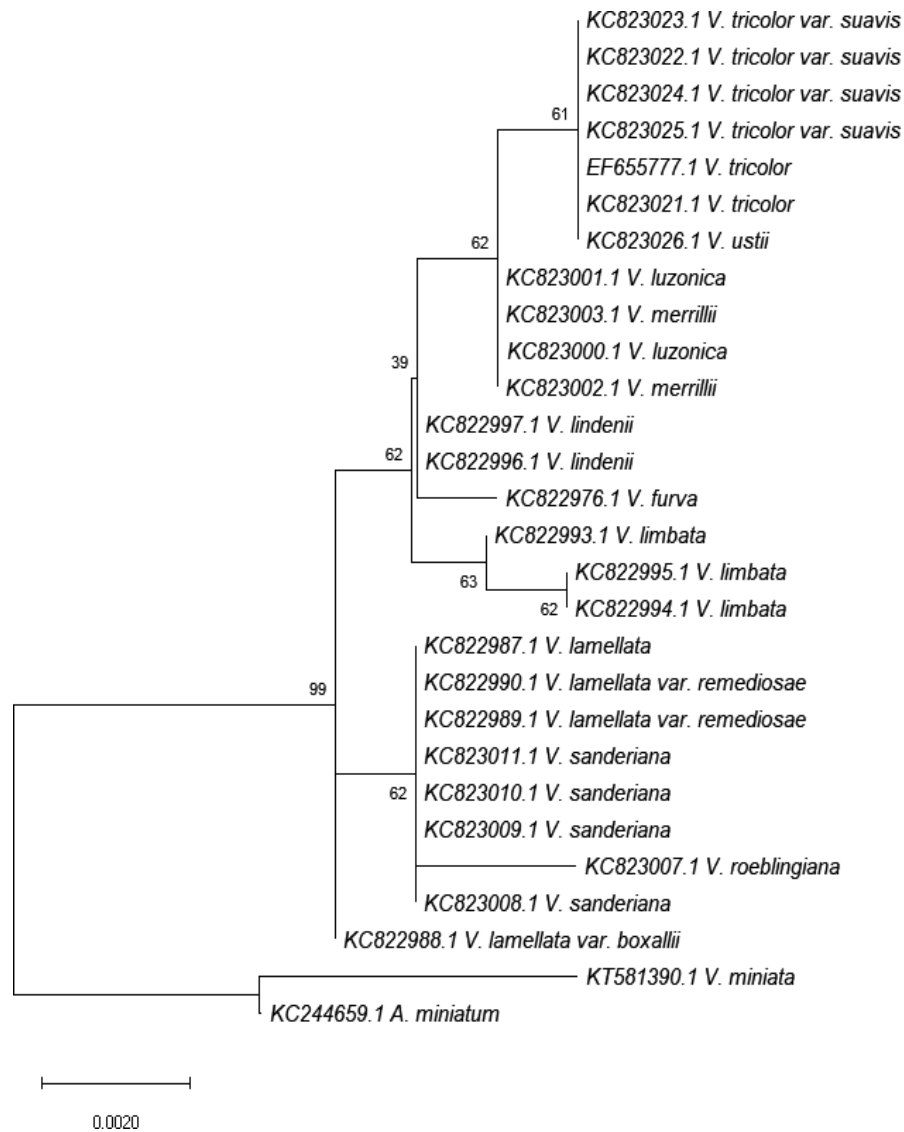 KC823023.1 V. tricolor var. suavis
KC823022.1 V. tricolor var. suavis
KC823024.1 V. tricolor var. suavis
61
KC823025.1 V. tricolor var. suavis
EF655777.1 V. tricolor
KC823021.1 V. tricolor
62
KC823026.1 V. ustii
KC823001.1 V. luzonica
KC823003.1 V. merrillii
KC823000.1 V. luzonica
39
KC823002.1 V. merrillii
KC822997.1 V. lindenii
62
KC822996.1 V. lindenii
KC822976.1 V. furva
KC822993.1 V. limbata
63
KC822995.1 V. limbata
62
KC822994.1 V. limbata
KC822987.1 V. lamellata
99
KC822990.1 V. lamellata var. remediosae
KC822989.1 V. lamellata var. remediosae
KC823011.1 V. sanderiana
62
KC823010.1 V. sanderiana
KC823009.1 V. sanderiana
KC823007.1 V. roeblingiana
KC823008.1 V. sanderiana
KC822988.1 V. lamellata var. boxallii
KT581390.1 V. miniata
KC244659.1 A. miniatum
0.0020